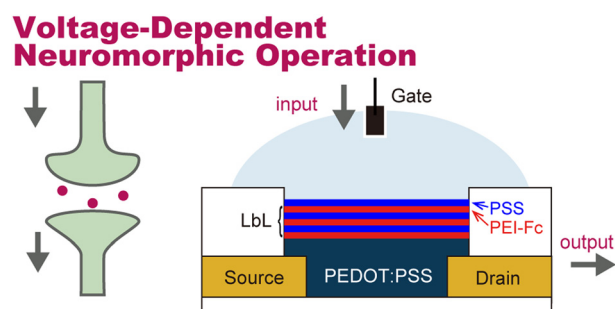 Voltage-Dependent
Neuromorphic Operation
input
Gate
LbL
PSS
PEI-Fc
output
Source
PEDOT:PSS
Drain